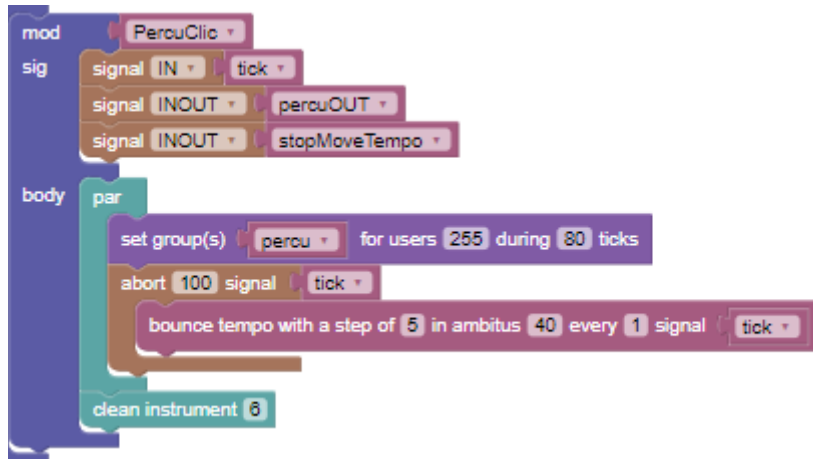 mod PercuClic
sig signal IN tick
signal INOUT percuOUT
signal INOUT stopMoveTempo
body par
set group(s) percu for users 255 during 80 ticks
abort 100 signal tick
bounce tempo with a step of 5 in ambitus 40 every 1 signal tick
clean instrument 6